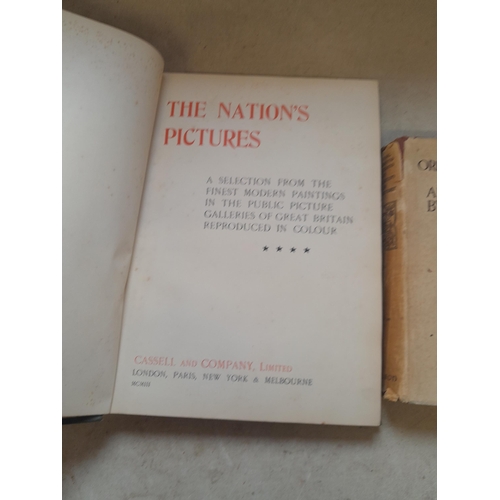 THE NATION'S
PICTURES
A SELECTION FROM THE
FINEST MODERN PAINTINGS
IN THE PUBLIC PICTURE
GALLERIES OF GREAT BRITAIN
REPRODUCED IN COLOUR
★ ★ ★ ★
CASSELL AND COMPANY, LIMITED
LONDON, PARIS, NEW YORK & MELBOURNE
OR
A
B